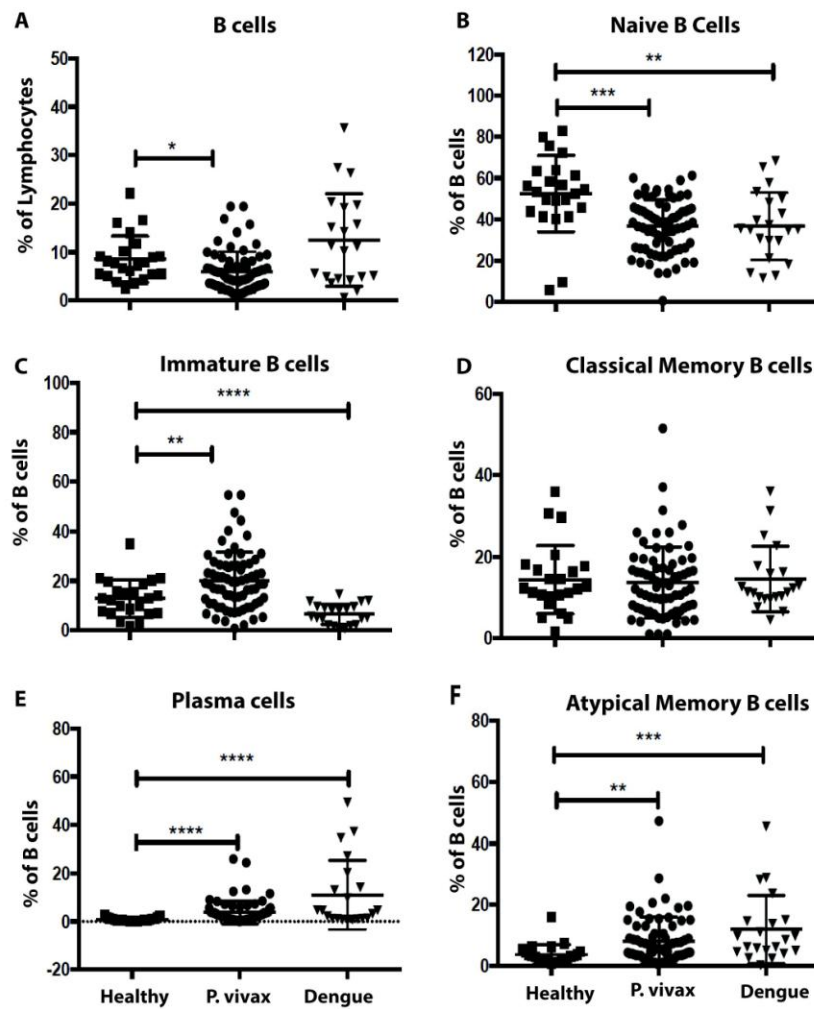 A
B cells
% of Lymphocytes
50
40
30
20
10
0
*
B
Naive B Cells
% of B cells
120
100
80
60
40
20
0
**
***
C
Immature B cells
% of B cells
100
80
60
40
20
0
****
**
D
Classical Memory B cells
% of B cells
60
40
20
0
E
Plasma cells
% of B cells
80
60
40
20
0
-20
****
****
Healthy P. vivax Dengue
F
Atypical Memory B cells
% of B cells
80
60
40
20
0
***
**
Healthy P. vivax Dengue